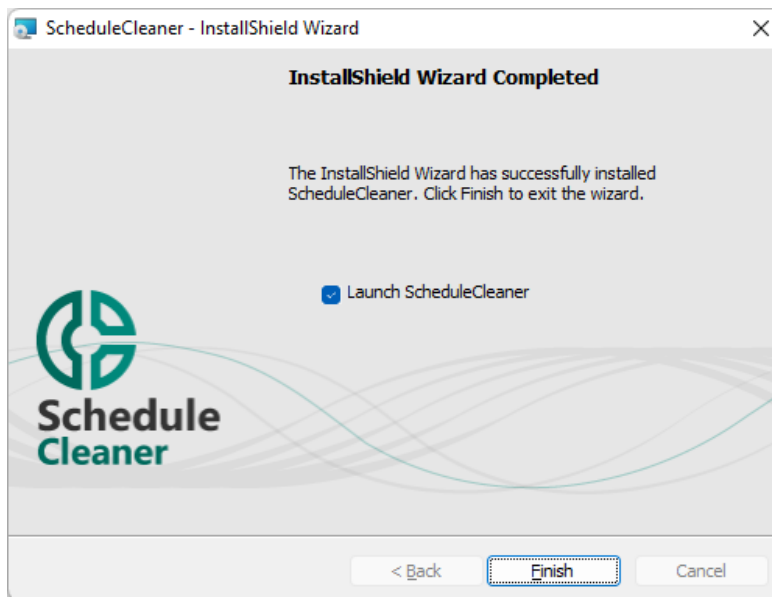 ScheduleCleaner - InstallShield Wizard
InstallShield Wizard Completed
The InstallShield Wizard has successfully installed
ScheduleCleaner. Click Finish to exit the wizard.
Launch ScheduleCleaner
Schedule
Cleaner
< Back
Finish
Cancel